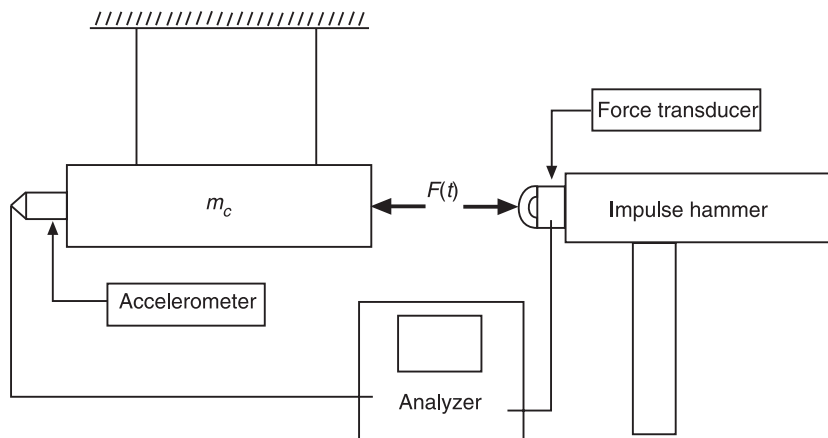 Force transducer
F(t)
m_c
Impulse hammer
Accelerometer
Analyzer